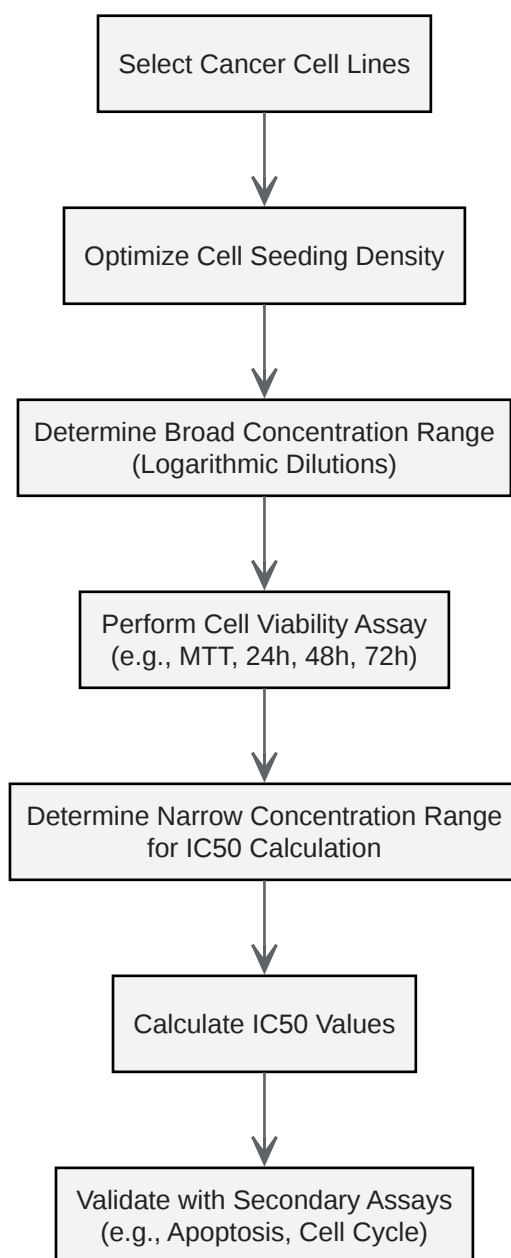 Select Cancer Cell Lines
Optimize Cell Seeding Density
Determine Broad Concentration Range
(Logarithmic Dilutions)
Perform Cell Viability Assay
(e.g., MTT, 24h, 48h, 72h)
Determine Narrow Concentration Range
for IC50 Calculation
Calculate IC50 Values
Validate with Secondary Assays
(e.g., Apoptosis, Cell Cycle)